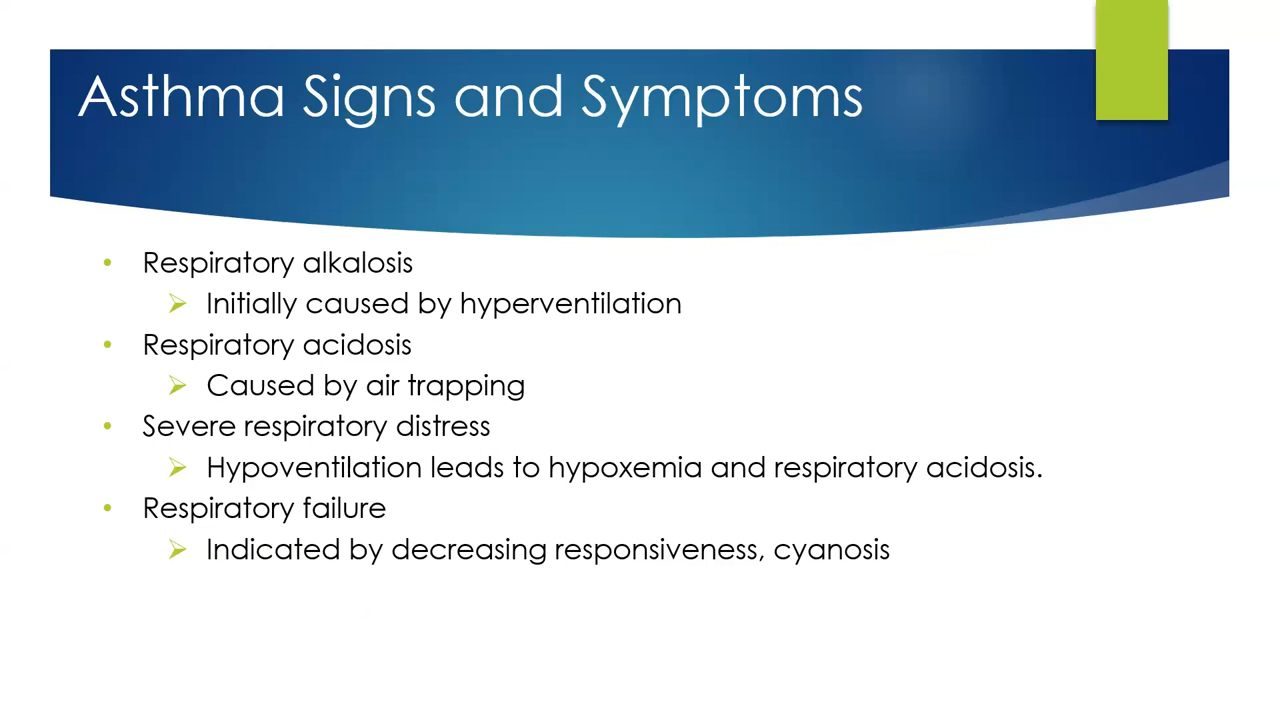 Asthma Signs and Symptoms
• Respiratory alkalosis
➢ Initially caused by hyperventilation
• Respiratory acidosis
➢ Caused by air trapping
• Severe respiratory distress
➢ Hypoventilation leads to hypoxemia and respiratory acidosis.
• Respiratory failure
➢ Indicated by decreasing responsiveness, cyanosis